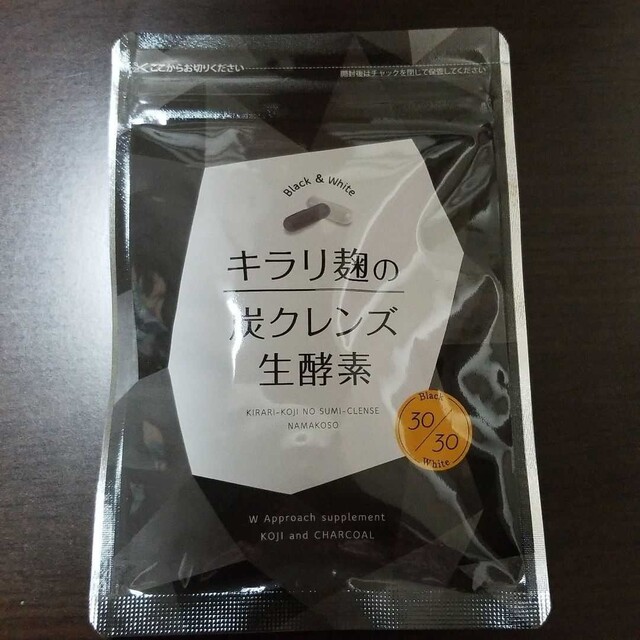 ここからお切りください
開封後はチャックを閉じて保管してください
Black & White
キラリ麹の
炭クレンズ
生酵素
KIRARI-KOJI NO SUMI-CLENSE
NAMAKOSO
Black
30/30
White
W Approach supplement
KOJI and CHARCOAL